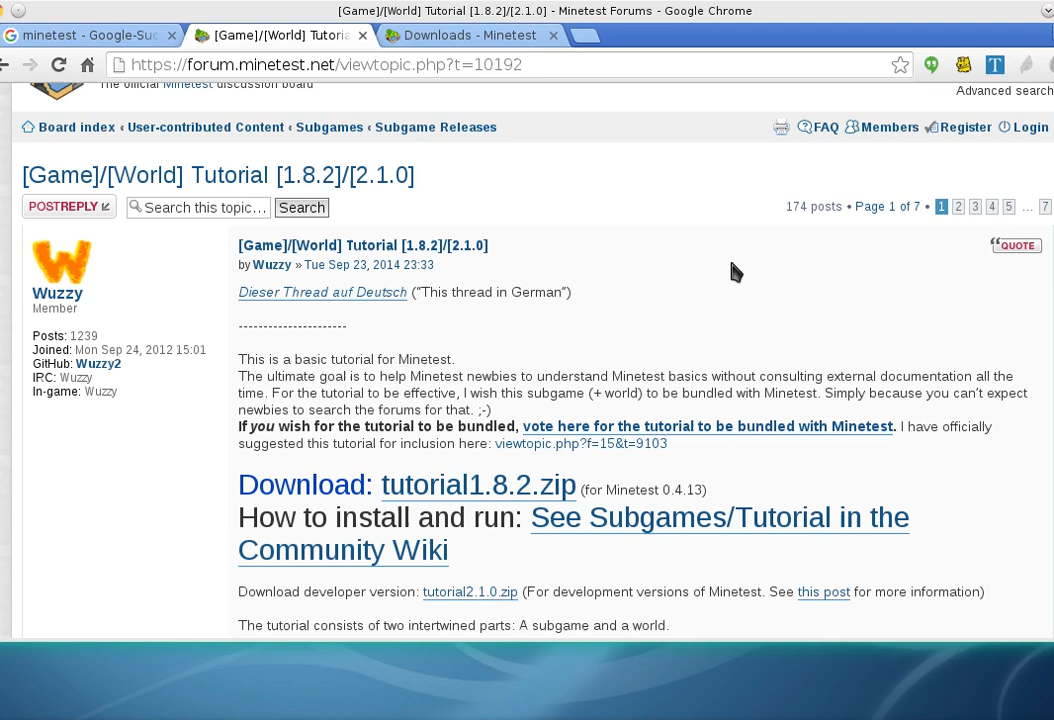 [Game]/[World] Tutorial [1.8.2]/[2.1.0] - Minetest Forums - Google Chrome
minetest - Google-Suc
[Game]/[World] Tutoria
Downloads - Minetest
https://forum.minetest.net/viewtopic.php?t=10192
The official Minetest discussion board
Advanced search
Board index ‹ User-contributed Content ‹ Subgames ‹ Subgame Releases
FAQ Members Register Login
[Game]/[World] Tutorial [1.8.2]/[2.1.0]
POSTREPLY
Search this topic…
Search
174 posts • Page 1 of 7 • 1 2 3 4 5 ... 7
Wuzzy
Member
Posts: 1239
Joined: Mon Sep 24, 2012 15:01
GitHub: Wuzzy2
IRC: Wuzzy
In-game: Wuzzy
[Game]/[World] Tutorial [1.8.2]/[2.1.0]
QUOTE
by Wuzzy » Tue Sep 23, 2014 23:33
Dieser Thread auf Deutsch (“This thread in German”)
----------------------
This is a basic tutorial for Minetest.
The ultimate goal is to help Minetest newbies to understand Minetest basics without consulting external documentation all the
time. For the tutorial to be effective, I wish this subgame (+ world) to be bundled with Minetest. Simply because you can’t expect
newbies to search the forums for that. ;-)
If you wish for the tutorial to be bundled, vote here for the tutorial to be bundled with Minetest. I have officially
suggested this tutorial for inclusion here: viewtopic.php?f=15&t=9103
Download: tutorial1.8.2.zip (for Minetest 0.4.13)
How to install and run: See Subgames/Tutorial in the
Community Wiki
Download developer version: tutorial2.1.0.zip (For development versions of Minetest. See this post for more information)
The tutorial consists of two intertwined parts: A subgame and a world.